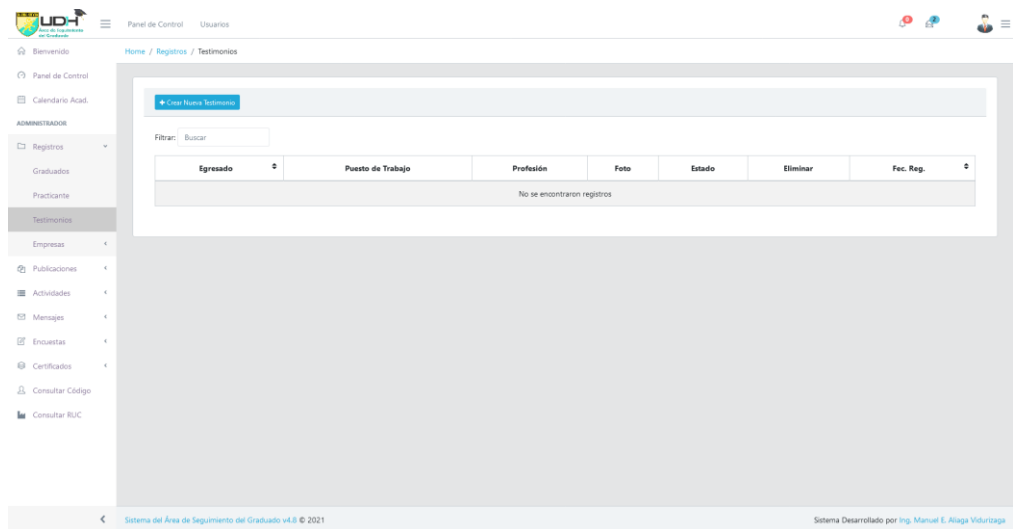 UDH
Área de Seguimiento
del Graduado
Panel de Control Usuarios
0 2
Bienvenido
Home / Registros / Testimonios
Panel de Control
Calendario Acad.
+ Crear Nueva Testimonio
ADMINISTRADOR
Filtrar: Buscar
Registros
Egresado Puesto de Trabajo Profesión Foto Estado Eliminar Fec. Reg.
Graduados
No se encontraron registros
Practicante
Testimonios
Empresas
Publicaciones
Actividades
Mensajes
Encuestas
Certificados
Consultar Código
Consultar RUC
Sistema del Área de Seguimiento del Graduado v4.0 © 2021 Sistema Desarrollado por Ing. Manuel E. Aliaga Vidurizaga